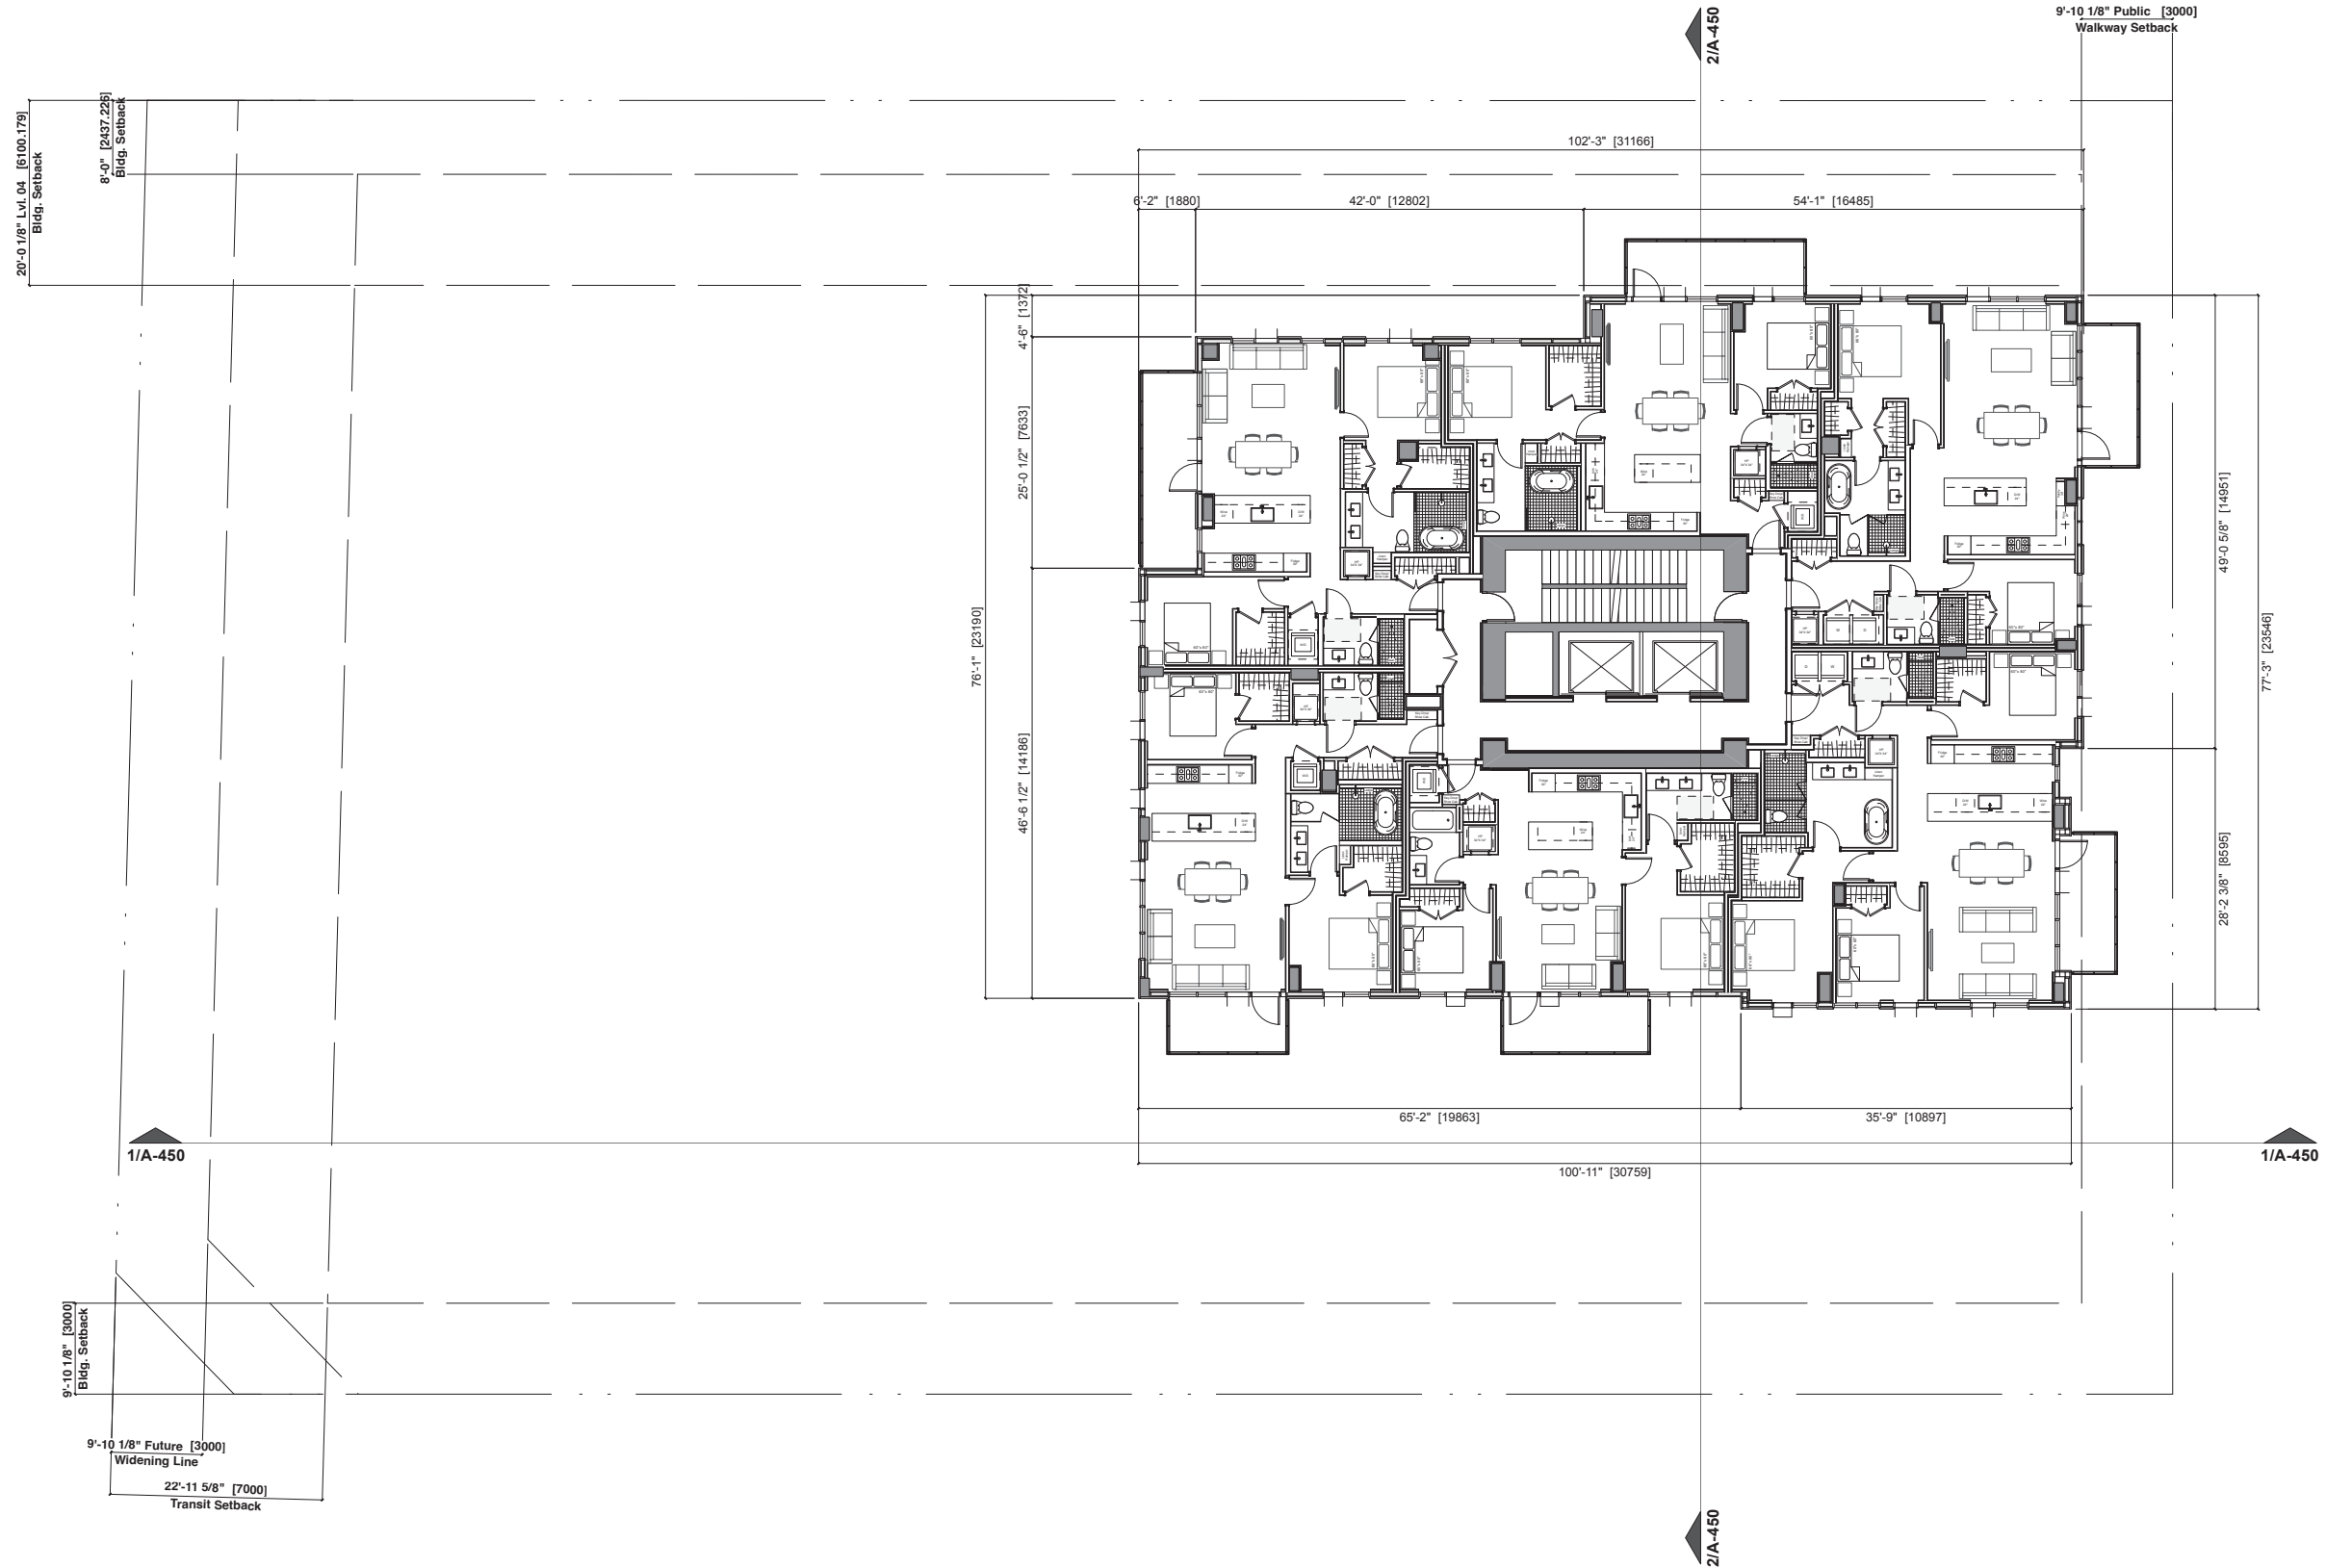 9'-10 1/8" Public [3000]
Walkway Setback
2/A-450
20'-0 1/8" Lvl. 04 [6100.179]
Bldg. Setback
8'-0" [2437.226]
Bldg. Setback
102'-3" [31166]
6'-2" [1880]
42'-0" [12802]
54'-1" [16485]
4'-6" [1372]
25'-0 1/2" [7633]
76'-1" [23190]
46'-6 1/2" [14186]
49'-0 5/8" [14951]
77'-3" [23546]
28'-2 3/8" [8595]
65'-2" [19863]
35'-9" [10897]
1/A-450
1/A-450
100'-11" [30759]
9'-10 1/8" [3000]
Bldg. Setback
9'-10 1/8" Future [3000]
Widening Line
22'-11 5/8" [7000]
Transit Setback
2/A-450